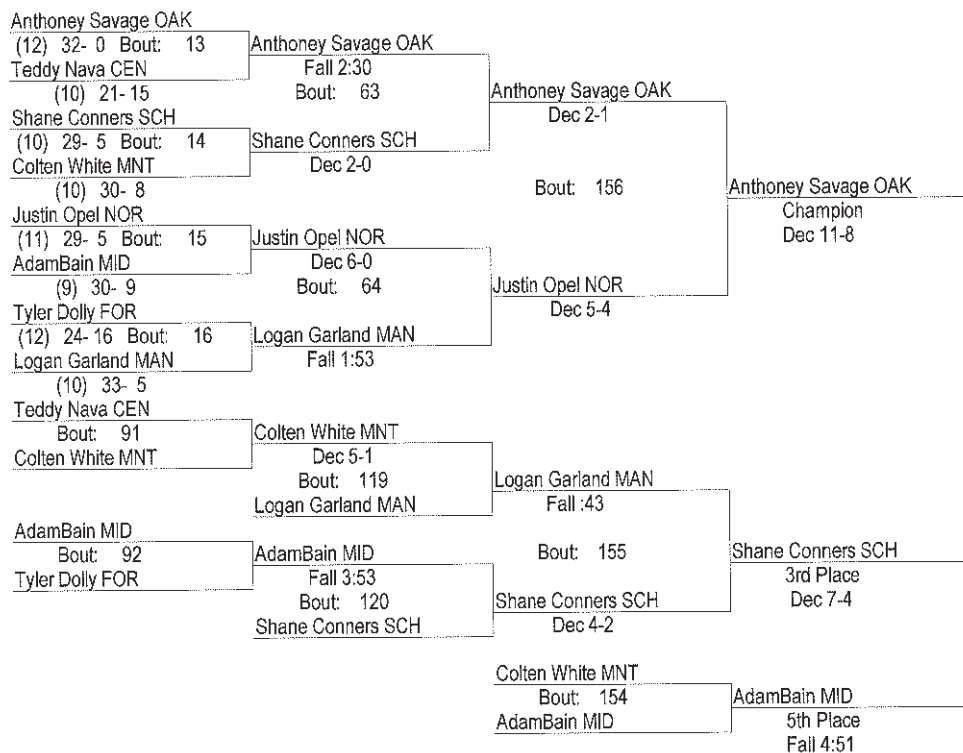 Anthoney Savage OAK
(12) 32- 0 Bout: 13
Teddy Nava CEN
(10) 21- 15
Shane Conners SCH
(10) 29- 5 Bout: 14
Colten White MNT
(10) 30- 8
Justin Opel NOR
(11) 29- 5 Bout: 15
AdamBain MID
(9) 30- 9
Tyler Dolly FOR
(12) 24- 16 Bout: 16
Logan Garland MAN
(10) 33- 5
Anthoney Savage OAK
Fall 2:30
Bout: 63
Shane Conners SCH
Dec 2-0
Justin Opel NOR
Dec 6-0
Bout: 64
Logan Garland MAN
Fall 1:53
Anthoney Savage OAK
Dec 2-1
Bout: 156
Justin Opel NOR
Dec 5-4
Anthoney Savage OAK
Champion
Dec 11-8
Teddy Nava CEN
Bout: 91
Colten White MNT
AdamBain MID
Bout: 92
Tyler Dolly FOR
Colten White MNT
Dec 5-1
Bout: 119
Logan Garland MAN
AdamBain MID
Fall 3:53
Bout: 120
Shane Conners SCH
Logan Garland MAN
Fall :43
Bout: 155
Shane Conners SCH
Dec 4-2
Shane Conners SCH
3rd Place
Dec 7-4
Colten White MNT
Bout: 154
AdamBain MID
AdamBain MID
5th Place
Fall 4:51